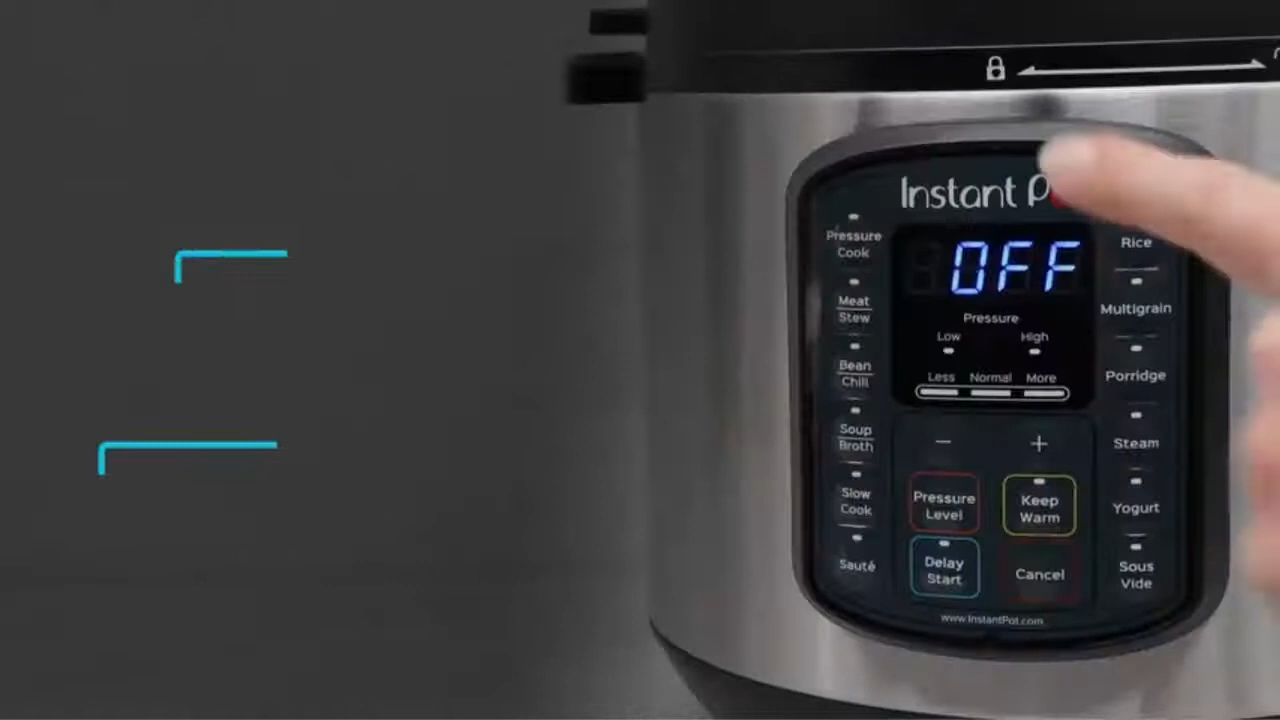 Instant P
Pressure
Cook
Meat
Stew
Bean
Chill
Soup
Broth
Slow
Cook
Sauté
OFF
Pressure
Low High
Less Normal More
− +
Pressure
Level
Keep
Warm
Delay
Start
Cancel
Rice
Multigrain
Porridge
Steam
Yogurt
Sous
Vide
www.InstantPot.com